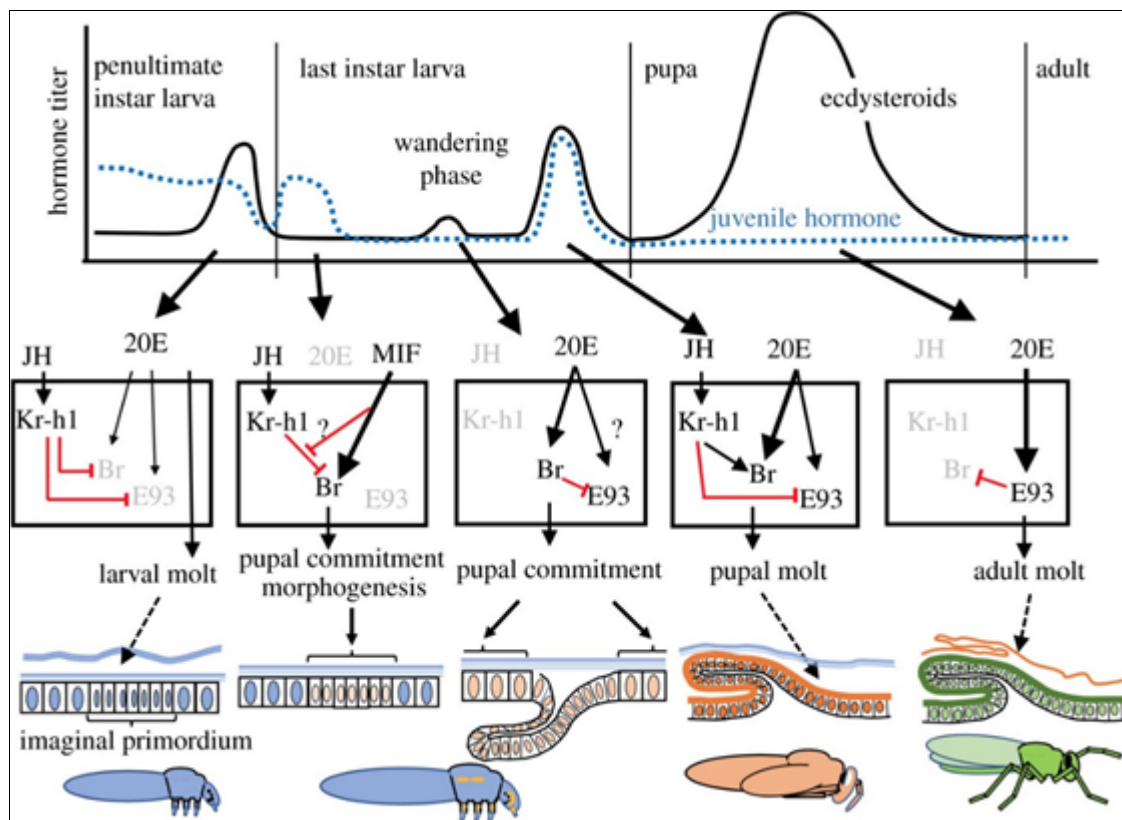 hormone titer
penultimate
instar larva
last instar larva
wandering
phase
pupa
ecdysteroids
juvenile hormone
adult
JH
20E
Kr-h1
Br
E93
larval molt
imaginal primordium
JH
20E
MIF
Kr-h1
?
Br
E93
pupal commitment
morphogenesis
JH
20E
Kr-h1
?
Br
E93
pupal commitment
JH
20E
Kr-h1
Br
E93
pupal molt
JH
20E
Kr-h1
Br
E93
adult molt